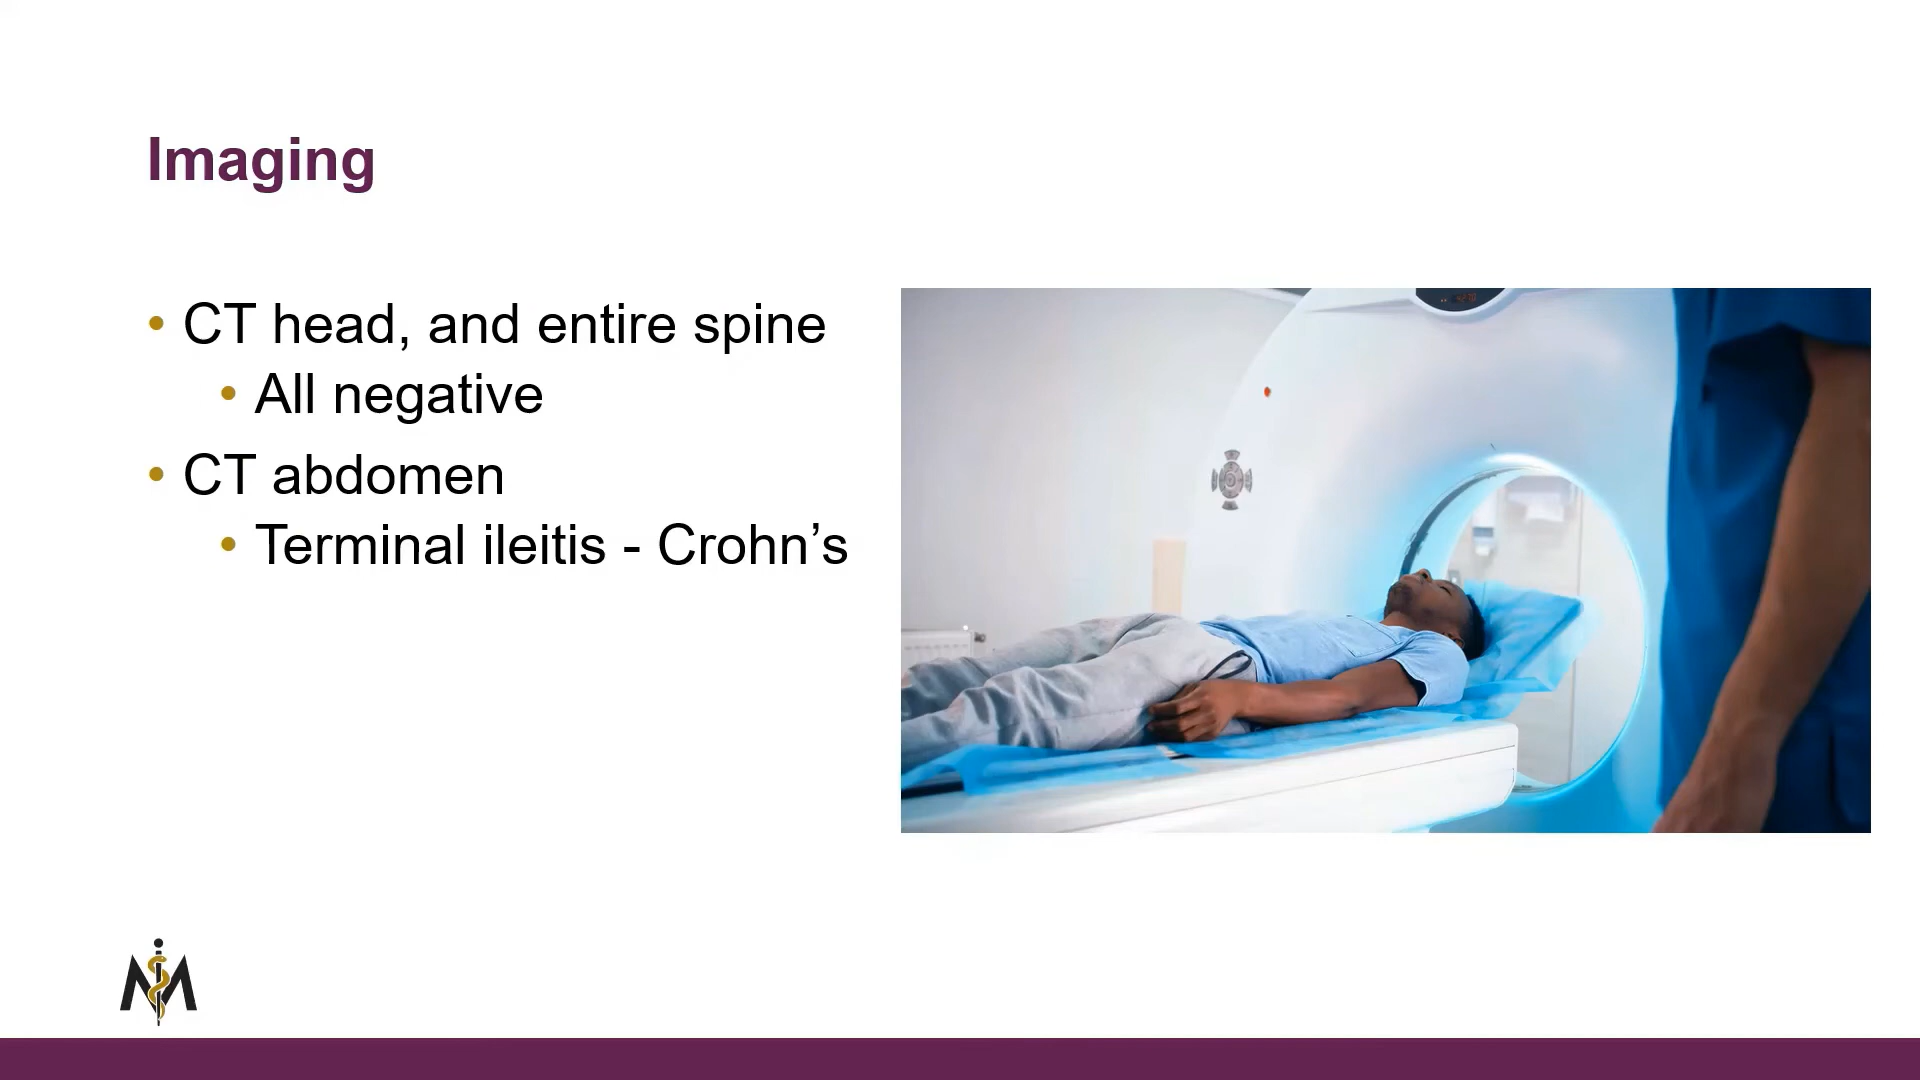 Imaging
• CT head, and entire spine
• All negative
• CT abdomen
• Terminal ileitis - Crohn’s